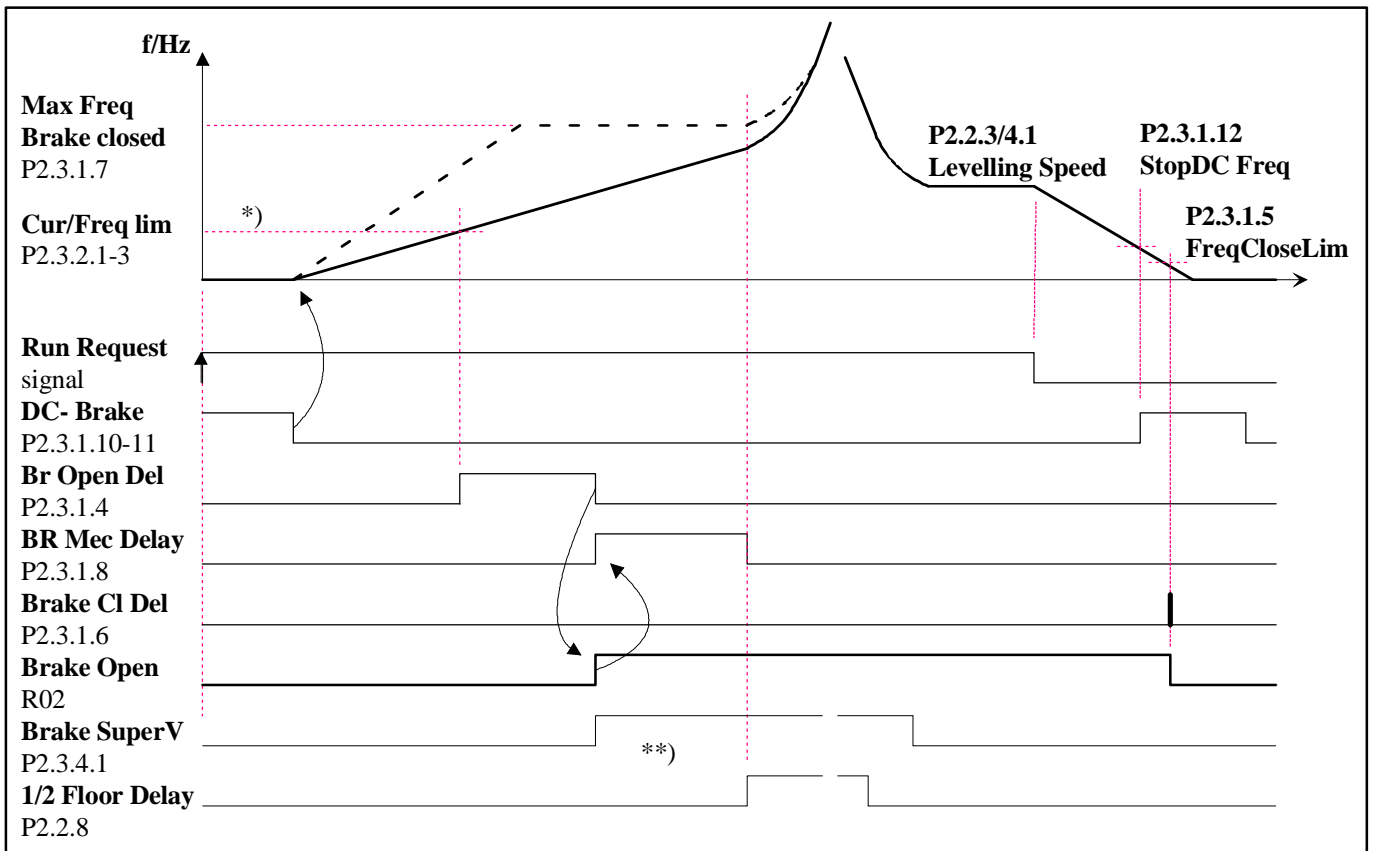 f/Hz
Max Freq
Brake closed
P2.3.1.7
Cur/Freq lim
P2.3.2.1-3
*)
P2.2.3/4.1
Levelling Speed
P2.3.1.12
StopDC Freq
P2.3.1.5
FreqCloseLim
Run Request
signal
DC- Brake
P2.3.1.10-11
Br Open Del
P2.3.1.4
BR Mec Delay
P2.3.1.8
Brake Cl Del
P2.3.1.6
Brake Open
R02
Brake SuperV
P2.3.4.1
**)
1/2 Floor Delay
P2.2.8